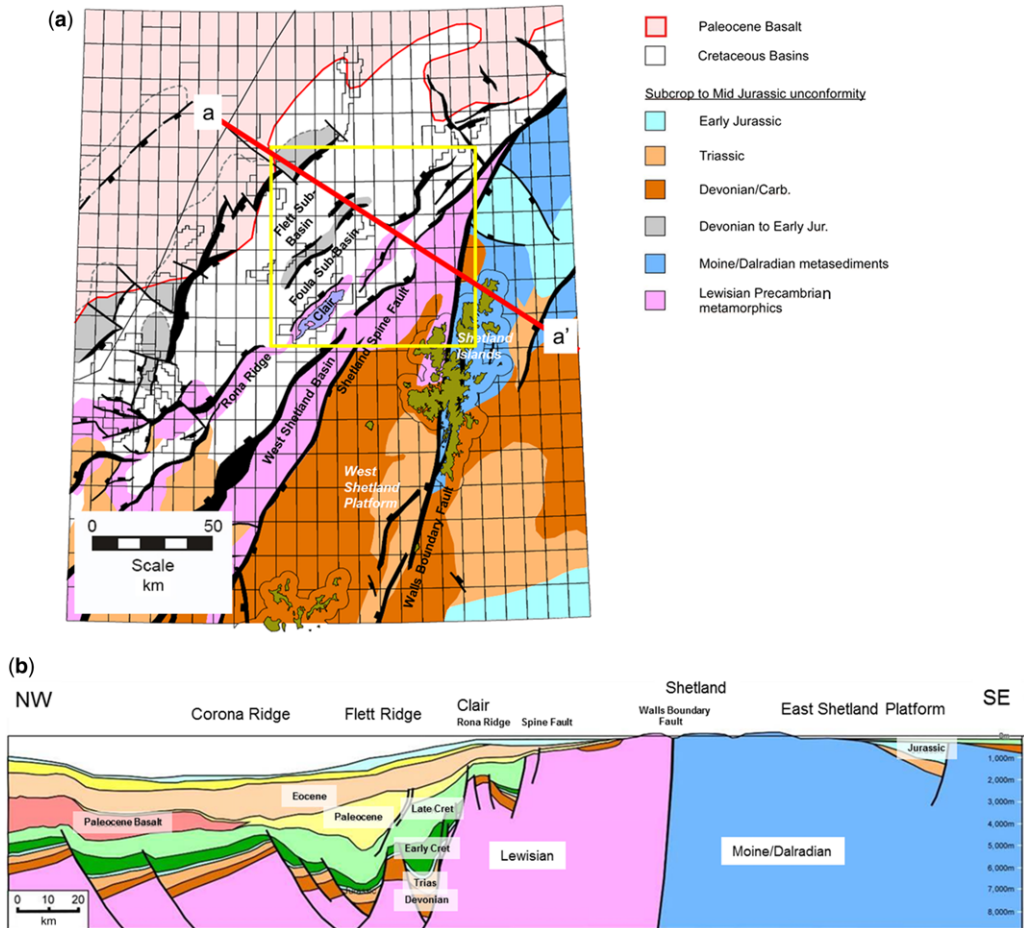 (a)
a
a'
Flett Sub-
Basin
Foula Sub-Basin
Clair
Rona Ridge
West Shetland Basin
Shetland Spine Fault
Shetland
Islands
West
Shetland
Platform
Walls Boundary Fault
0 50
Scale
km
Paleocene Basalt
Cretaceous Basins
Subcrop to Mid Jurassic unconformity
Early Jurassic
Triassic
Devonian/Carb.
Devonian to Early Jur.
Moine/Dalradian metasediments
Lewisian Precambrian
metamorphics
(b)
NW
Corona Ridge
Flett Ridge
Clair
Rona Ridge
Spine Fault
Shetland
Walls Boundary
Fault
East Shetland Platform
SE
0m
1,000m
2,000m
3,000m
4,000m
5,000m
6,000m
7,000m
8,000m
Jurassic
Eocene
Paleocene
Paleocene Basalt
Late Cret
Early Cret
Trias
Devonian
Lewisian
Moine/Dalradian
0 10 20
km